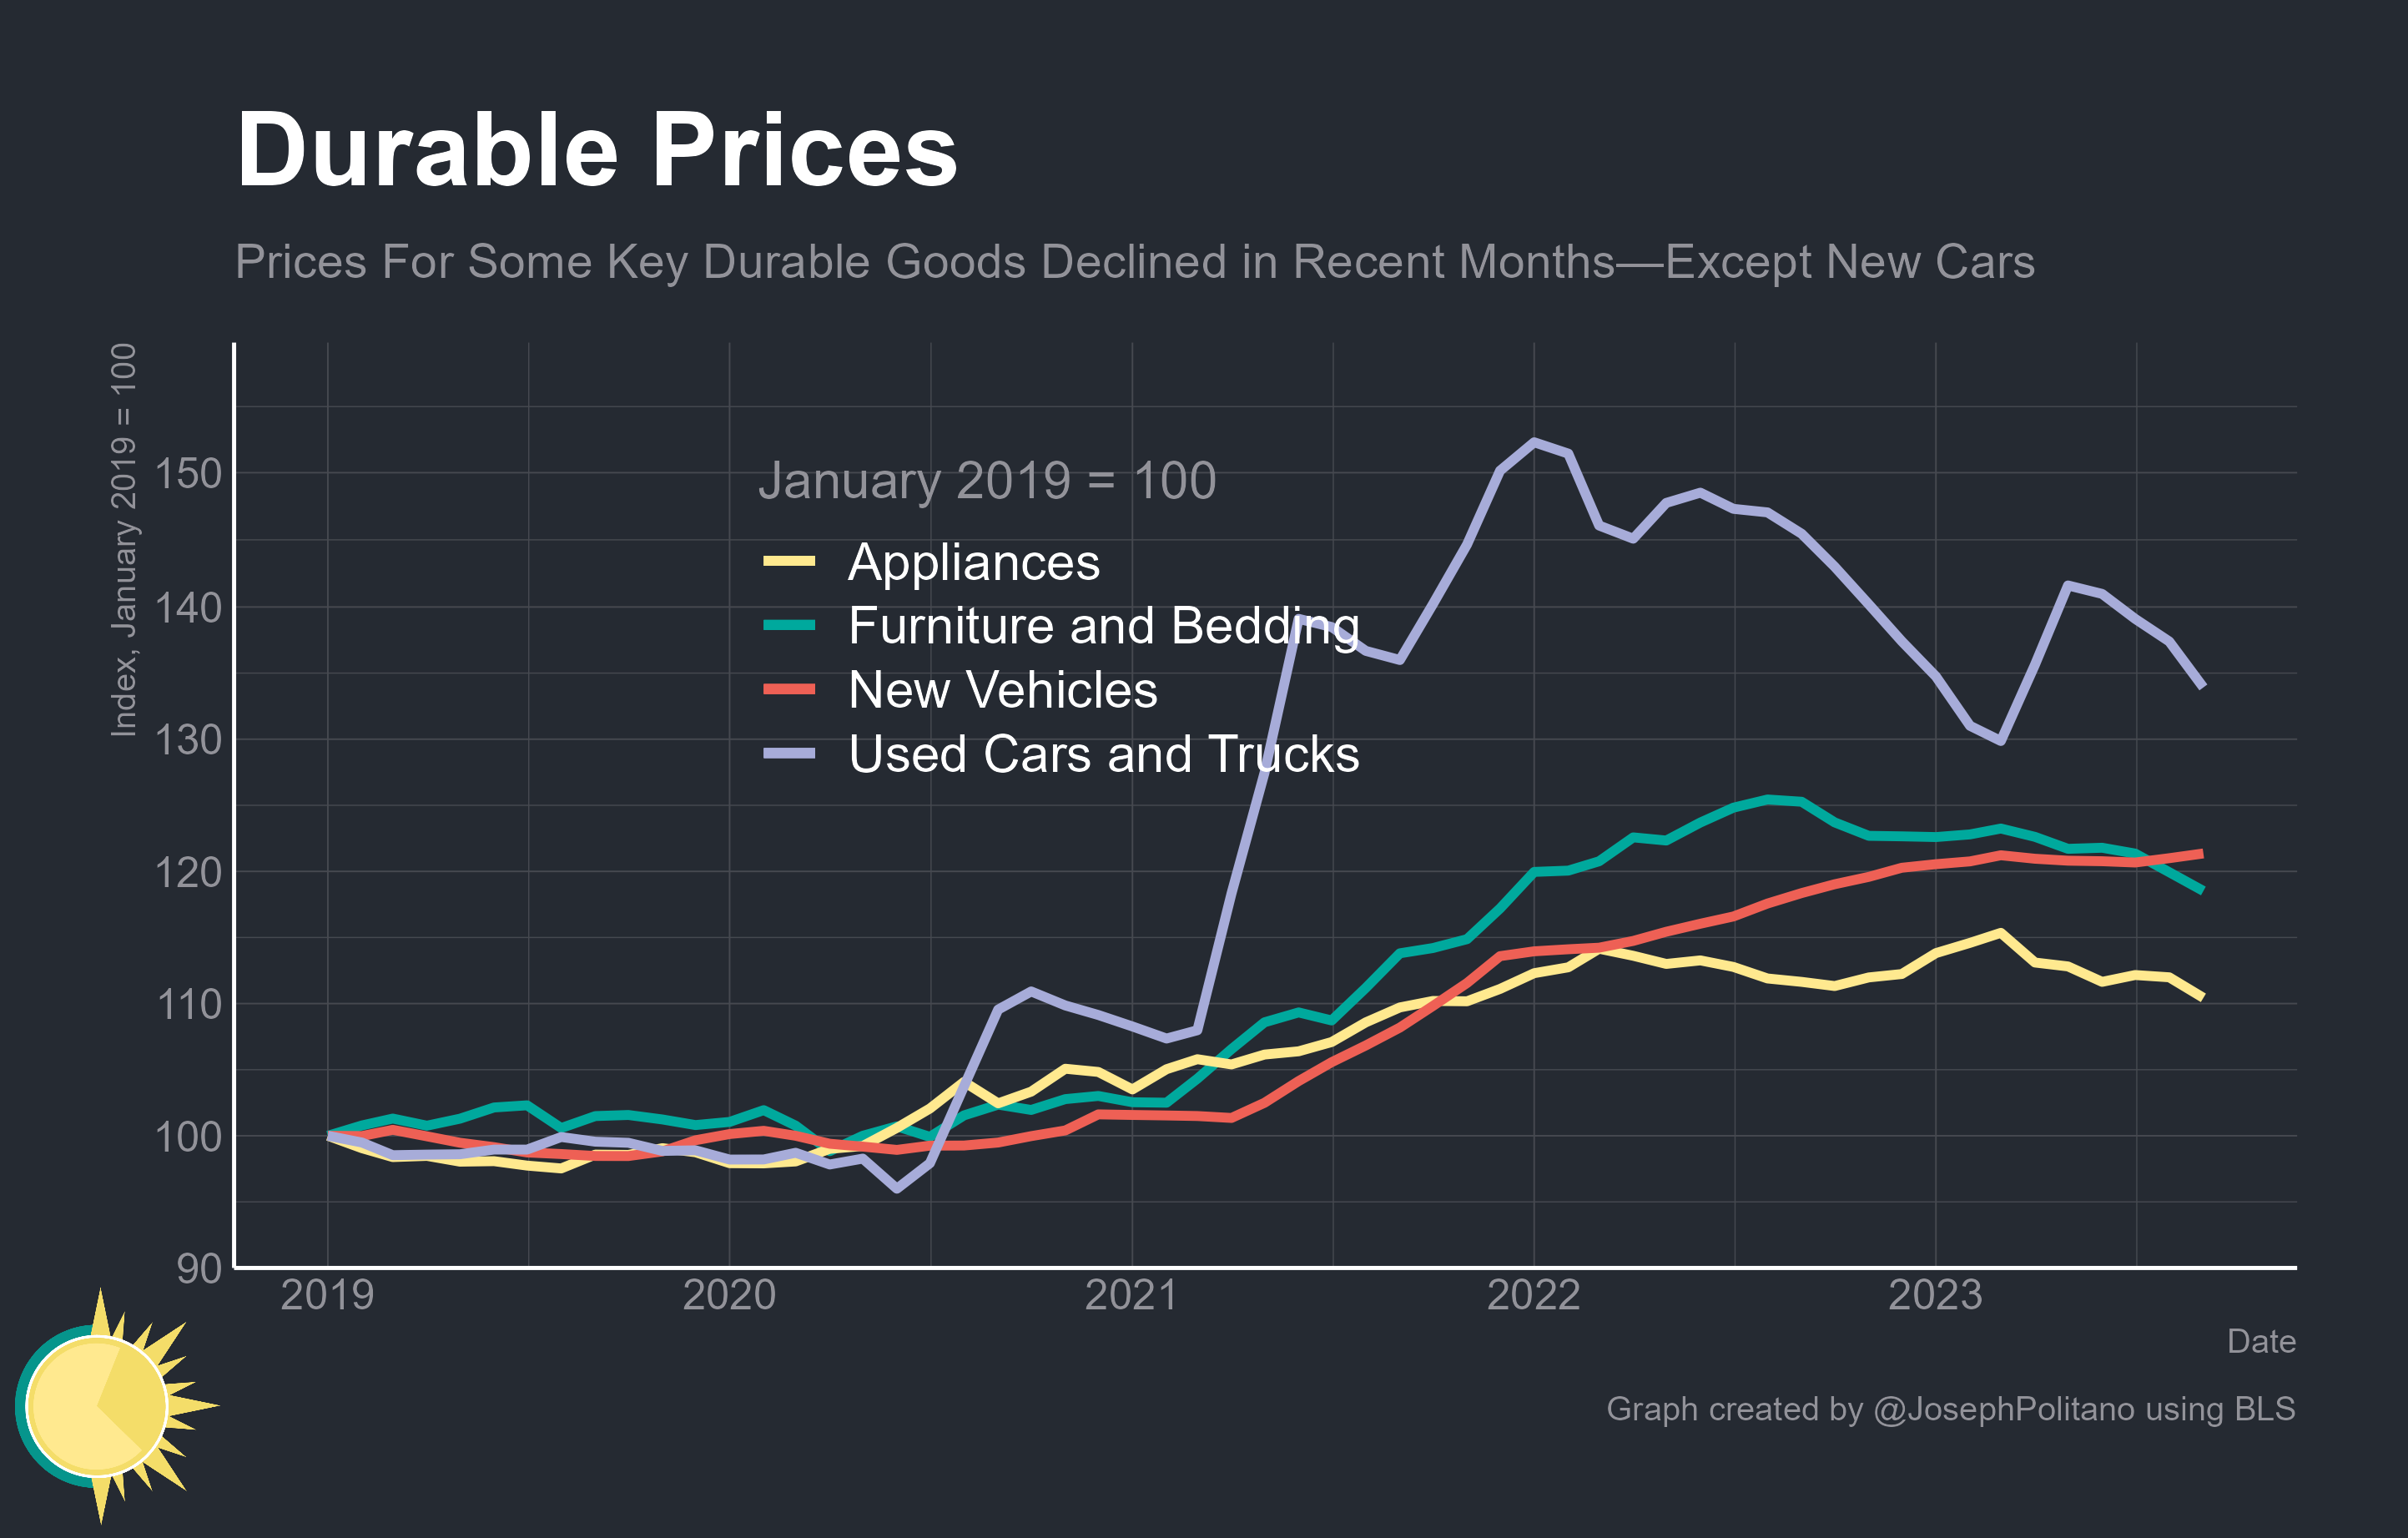 Durable Prices
Prices For Some Key Durable Goods Declined in Recent Months—Except New Cars
Index, January 2019 = 100
150
140
130
120
110
100
90
January 2019 = 100
Appliances
Furniture and Bedding
New Vehicles
Used Cars and Trucks
2019 2020 2021 2022 2023
Date
Graph created by @JosephPolitano using BLS